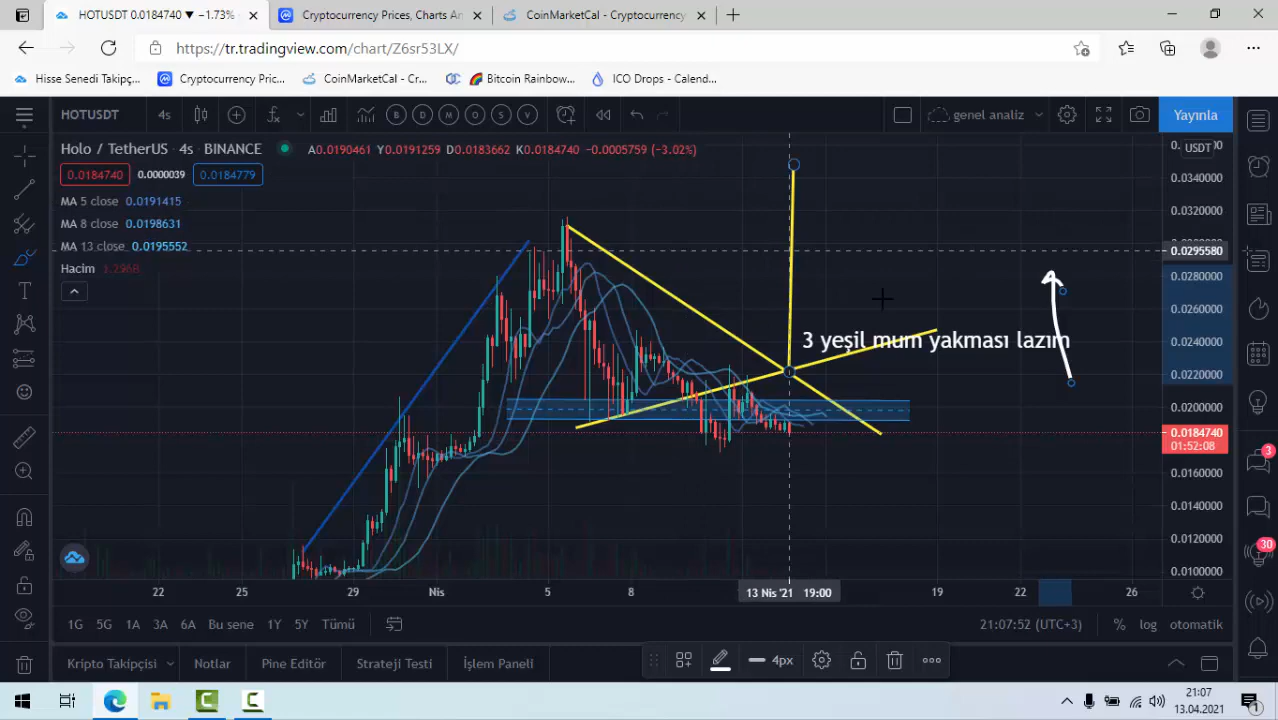 HOTUSDT 0.0184740 ▼ −1.73%
Cryptocurrency Prices, Charts An
CoinMarketCal - Cryptocurrency
https://tr.tradingview.com/chart/Z6sr53LX/
Hisse Senedi Takipç...
Cryptocurrency Pric...
CoinMarketCal - Cr...
Bitcoin Rainbow...
ICO Drops - Calend...
HOTUSDT 4s B D M O S V genel analiz Yayınla
Holo / TetherUS · 4s · BINANCE A0.0190461 Y0.0191259 D0.0183662 K0.0184740 −0.0005759 (−3.02%)
USDT
0.0184740 0.0000039 0.0184779
MA 5 close 0.0191415
MA 8 close 0.0198631
MA 13 close 0.0195552
Hacim 1.296B
0.0340000
0.0320000
0.0295580
0.0280000
0.0260000
0.0240000
0.0220000
0.0200000
0.0184740
01:52:08
0.0160000
0.0140000
0.0120000
0.0100000
3 yeşil mum yakması lazım
3
30
22 25 29 Nis 5 8 13 Nis '21 19:00 19 22 26
1G 5G 1A 3A 6A Bu sene 1Y 5Y Tümü 21:07:52 (UTC+3) % log otomatik
Kripto Takipçisi Notlar Pine Editör Strateji Testi İşlem Paneli 4px
21:07
13.04.2021
1